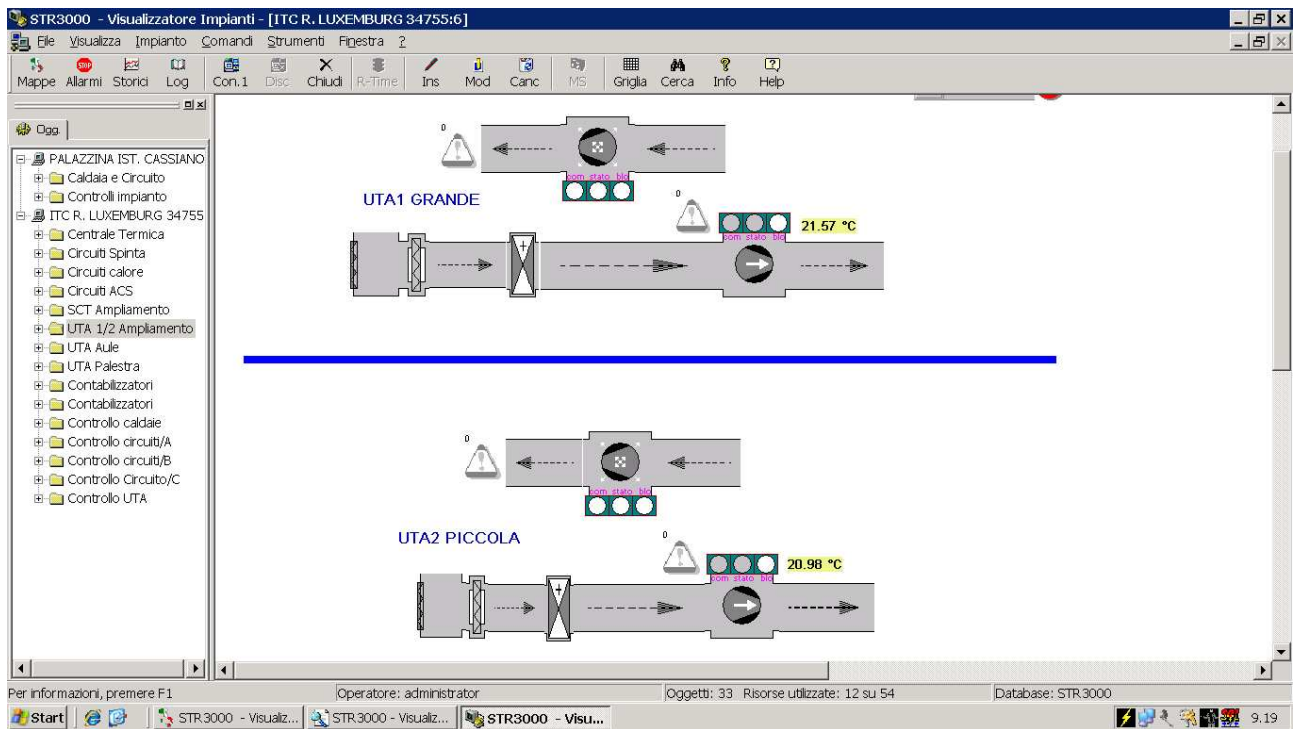 STR3000 - Visualizzatore Impianti - [ITC R. LUXEMBURG 34755:6]
File Visualizza Impianto Comandi Strumenti Finestra ?
STOP
Mappe Allarmi Storici Log Con.1 Disc Chiudi R-Time Ins Mod Canc MS Griglia Cerca Info Help
Ogg.
PALAZZINA IST. CASSIANO
Caldaia e Circuito
Controlli impianto
ITC R. LUXEMBURG 34755
Centrale Termica
Circuiti Spinta
Circuiti calore
Circuiti ACS
SCT Ampliamento
UTA 1/2 Ampliamento
UTA Aule
UTA Palestra
Contabilizzatori
Contabilizzatori
Controllo caldaie
Controllo circuiti/A
Controllo circuiti/B
Controllo Circuito/C
Controllo UTA
0
com stato blo
UTA1 GRANDE
0
21.57 °C
com stato blo
+
0
com stato blo
UTA2 PICCOLA
0
20.98 °C
com stato blo
+
Per informazioni, premere F1 Operatore: administrator Oggetti: 33 Risorse utilizzate: 12 su 54 Database: STR3000
Start STR3000 - Visualiz... STR3000 - Visualiz... STR3000 - Visu... 9.19